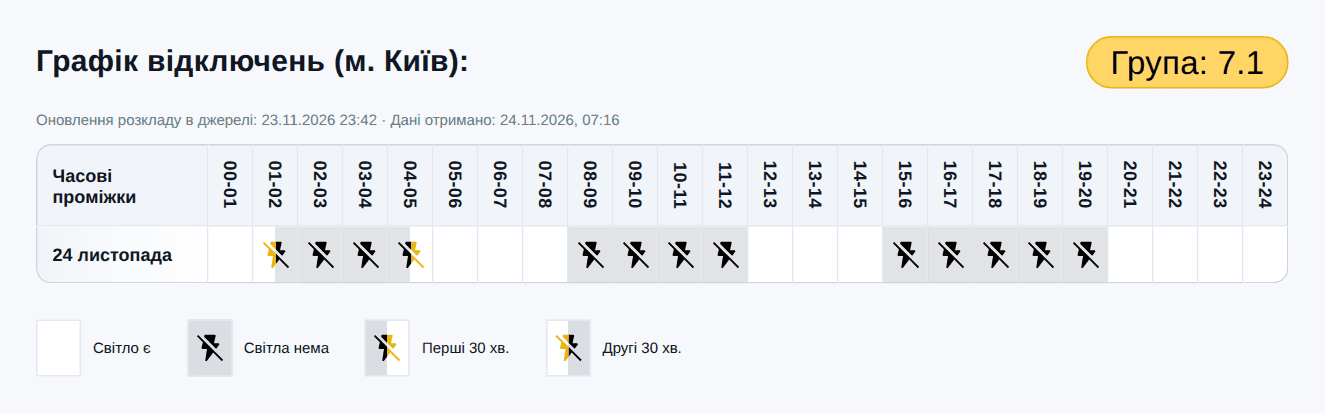 Графік відключень (м. Київ):
Група: 7.1
Оновлення розкладу в джерелі: 23.11.2026 23:42 · Дані отримано: 24.11.2026, 07:16
Часові
проміжки
00-01
01-02
02-03
03-04
04-05
05-06
06-07
07-08
08-09
09-10
10-11
11-12
12-13
13-14
14-15
15-16
16-17
17-18
18-19
19-20
20-21
21-22
22-23
23-24
24 листопада
Світло є
Світла нема
Перші 30 хв.
Другі 30 хв.